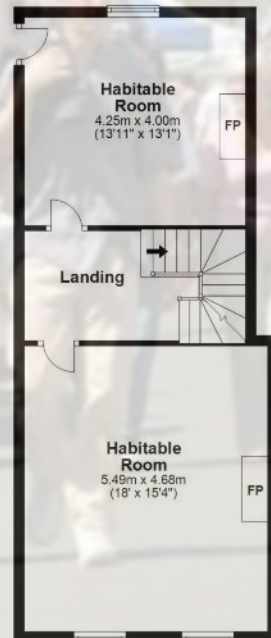 Habitable
Room
4.25m x 4.00m
(13'11" x 13'1")
FP
Landing
Habitable
Room
5.49m x 4.68m
(18' x 15'4")
FP